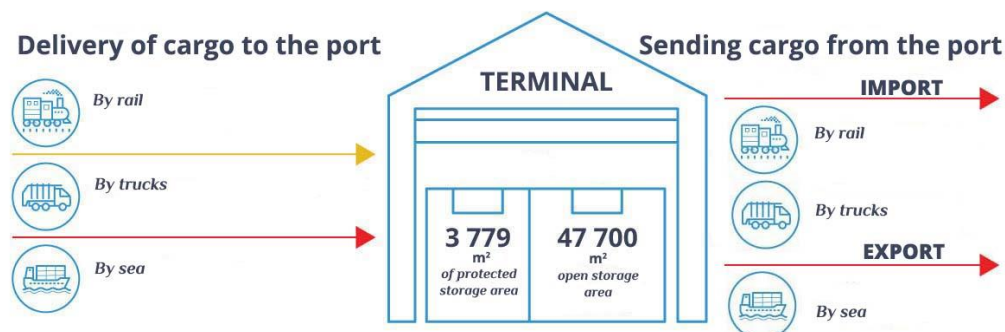 Delivery of cargo to the port
By rail
By trucks
By sea
TERMINAL
3 779
m²
of protected
storage area
47 700
m²
open storage
area
Sending cargo from the port
IMPORT
By rail
By trucks
EXPORT
By sea